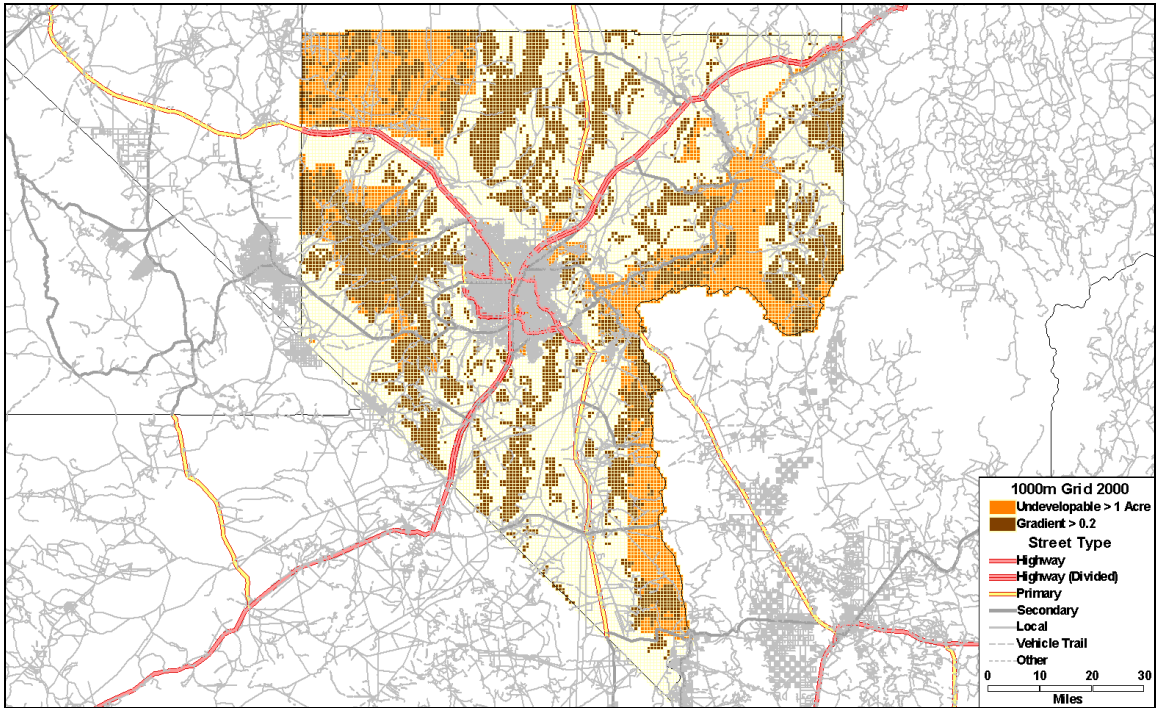 1000m Grid 2000
Undevelopable > 1 Acre
Gradient > 0.2
Street Type
Highway
Highway (Divided)
Primary
Secondary
Local
Vehicle Trail
Other
0 10 20 30
Miles